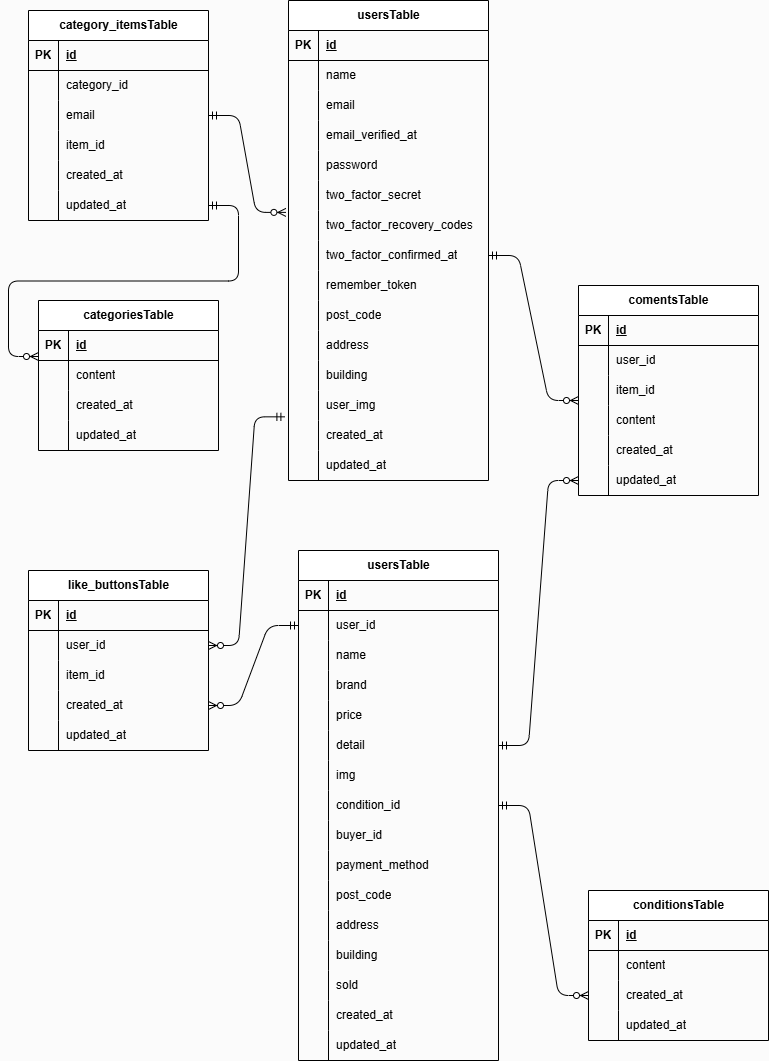 category_itemsTable
PK id
category_id
email
item_id
created_at
updated_at
usersTable
PK id
name
email
email_verified_at
password
two_factor_secret
two_factor_recovery_codes
two_factor_confirmed_at
remember_token
post_code
address
building
user_img
created_at
updated_at
categoriesTable
PK id
content
created_at
updated_at
comentsTable
PK id
user_id
item_id
content
created_at
updated_at
like_buttonsTable
PK id
user_id
item_id
created_at
updated_at
usersTable
PK id
user_id
name
brand
price
detail
img
condition_id
buyer_id
payment_method
post_code
address
building
sold
created_at
updated_at
conditionsTable
PK id
content
created_at
updated_at